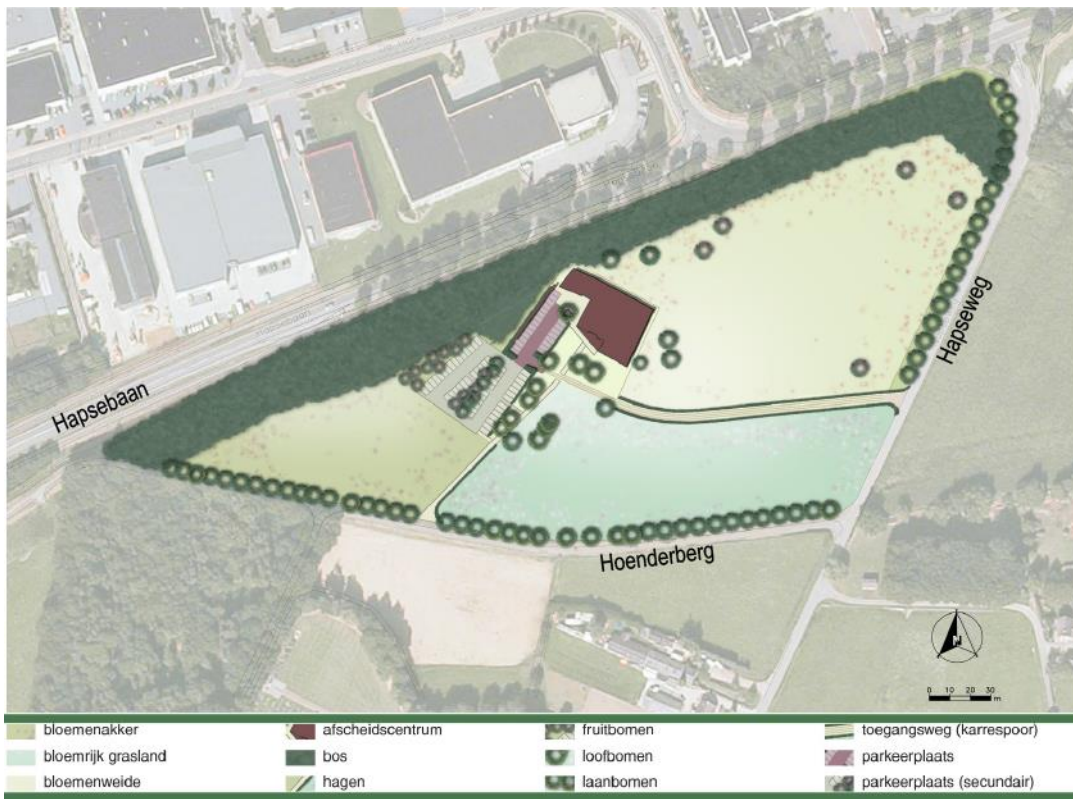 Hapsebaan
Hapseweg
Hoenderberg
N
0 10 20 30 m
bloemenakker
bloemrijk grasland
bloemenweide
afscheidscentrum
bos
hagen
fruitbomen
loofbomen
laanbomen
toegangsweg (karrespoor)
parkeerplaats
parkeerplaats (secundair)